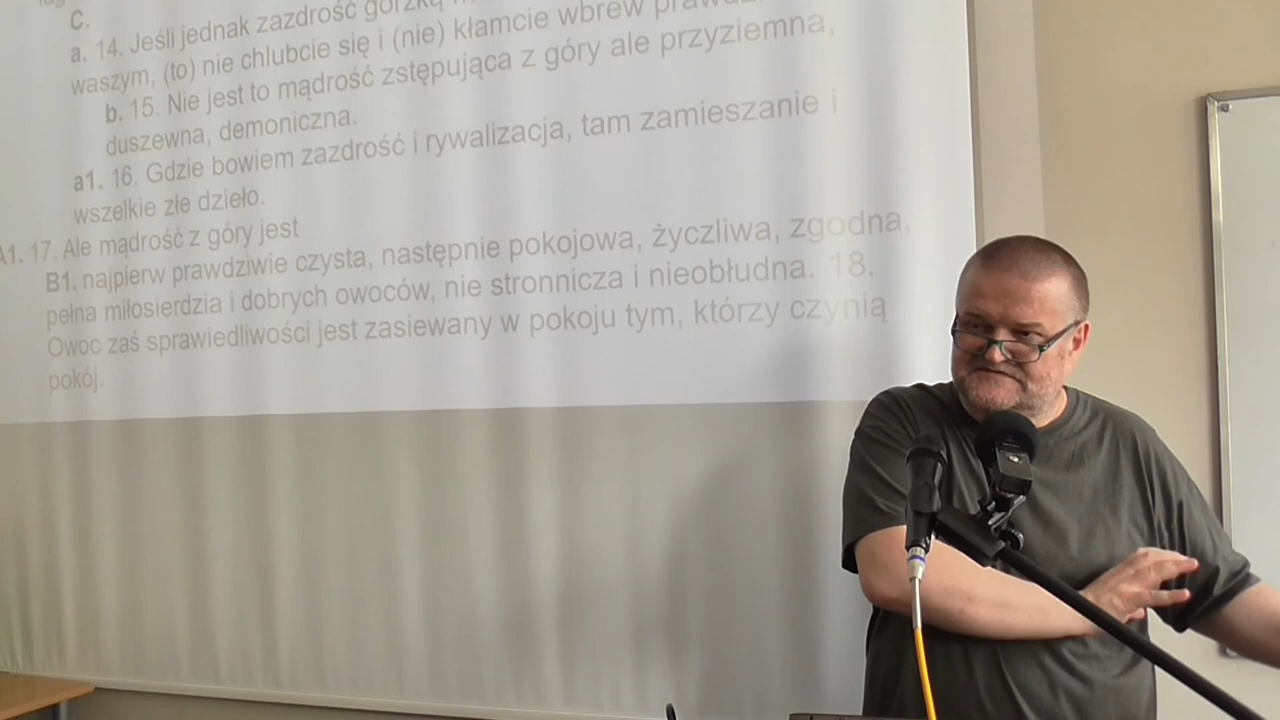 C.
a. 14. Jeśli jednak zazdrość gorzką
waszym, (to) nie chlubcie się i (nie) kłamcie wbrew
b. 15. Nie jest to mądrość zstępująca z góry ale przyziemna,
duszewna, demoniczna.
a1. 16. Gdzie bowiem zazdrość i rywalizacja, tam zamieszanie i
wszelkie złe dzieło.
A1. 17. Ale mądrość z góry jest
B1. najpierw prawdziwie czysta, następnie pokojowa, życzliwa, zgodna,
pełna miłosierdzia i dobrych owoców, nie stronnicza i nieobłudna. 18.
Owoc zaś sprawiedliwości jest zasiewany w pokoju tym, którzy czynią
pokój.